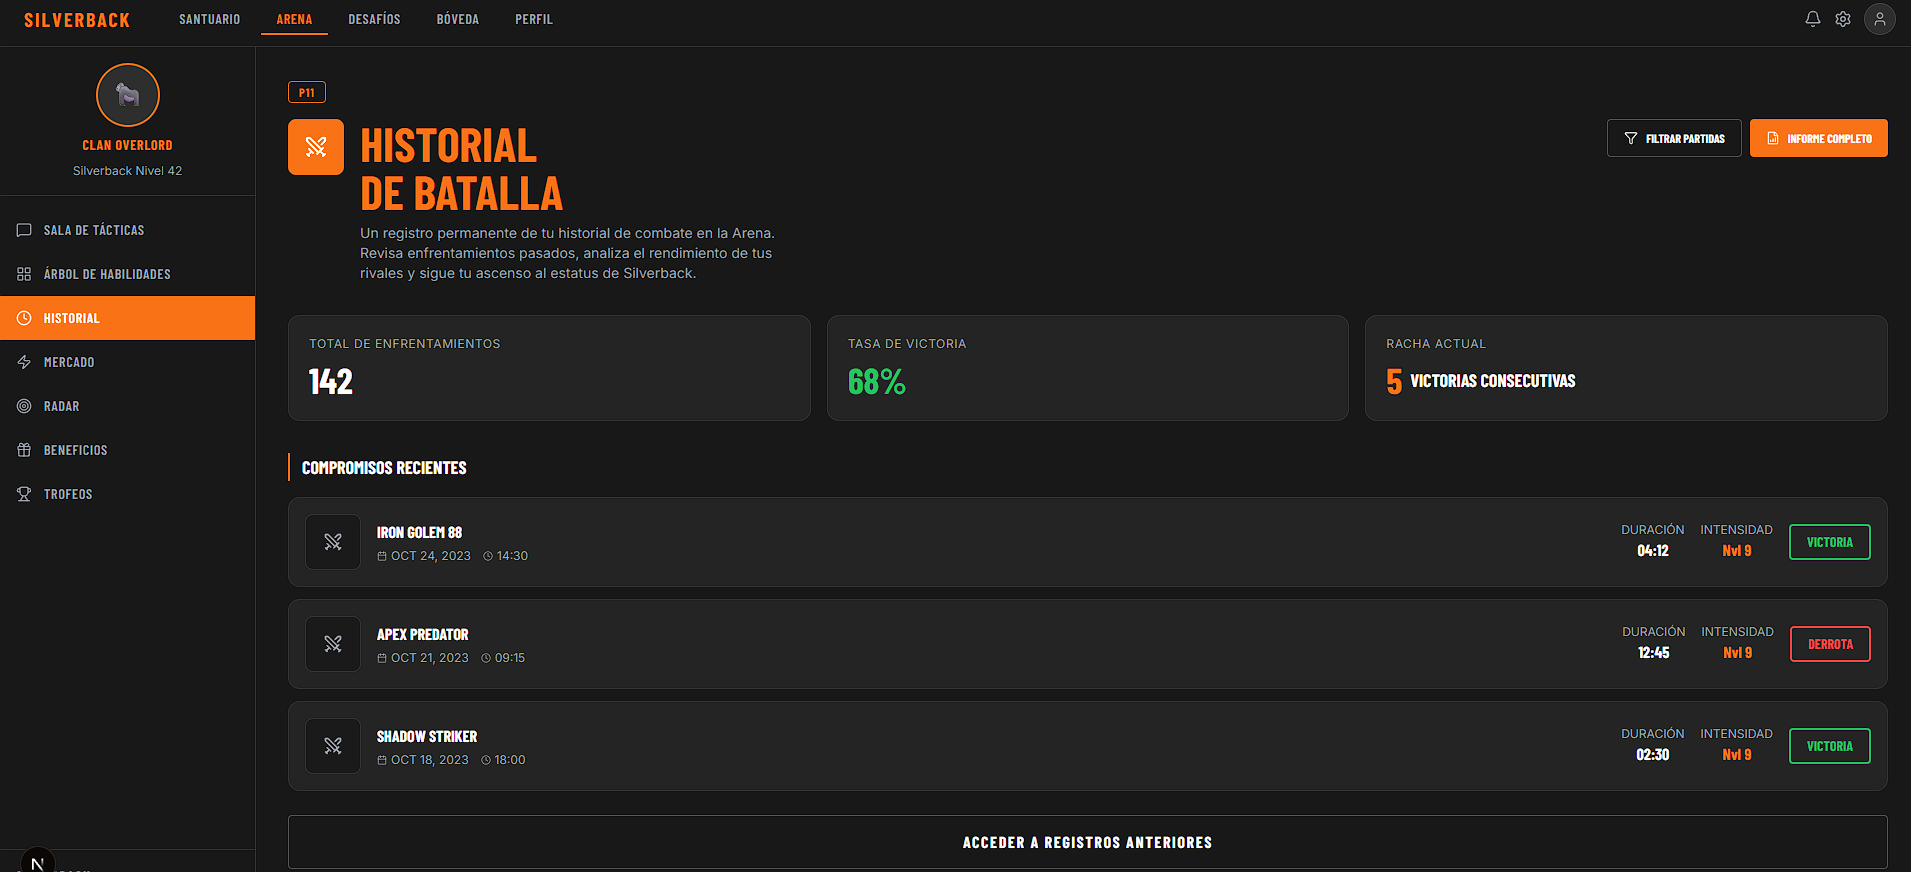 SILVERBACK
SANTUARIO
ARENA
DESAFÍOS
BÓVEDA
PERFIL
CLAN OVERLORD
Silverback Nivel 42
SALA DE TÁCTICAS
ÁRBOL DE HABILIDADES
HISTORIAL
MERCADO
RADAR
BENEFICIOS
TROFEOS
N
P11
HISTORIAL
DE BATALLA
Un registro permanente de tu historial de combate en la Arena.
Revisa enfrentamientos pasados, analiza el rendimiento de tus
rivales y sigue tu ascenso al estatus de Silverback.
FILTRAR PARTIDAS
INFORME COMPLETO
TOTAL DE ENFRENTAMIENTOS
142
TASA DE VICTORIA
68%
RACHA ACTUAL
5 VICTORIAS CONSECUTIVAS
COMPROMISOS RECIENTES
IRON GOLEM 88
OCT 24, 2023 14:30
DURACIÓN
04:12
INTENSIDAD
Nvl 9
VICTORIA
APEX PREDATOR
OCT 21, 2023 09:15
DURACIÓN
12:45
INTENSIDAD
Nvl 9
DERROTA
SHADOW STRIKER
OCT 18, 2023 18:00
DURACIÓN
02:30
INTENSIDAD
Nvl 9
VICTORIA
ACCEDER A REGISTROS ANTERIORES